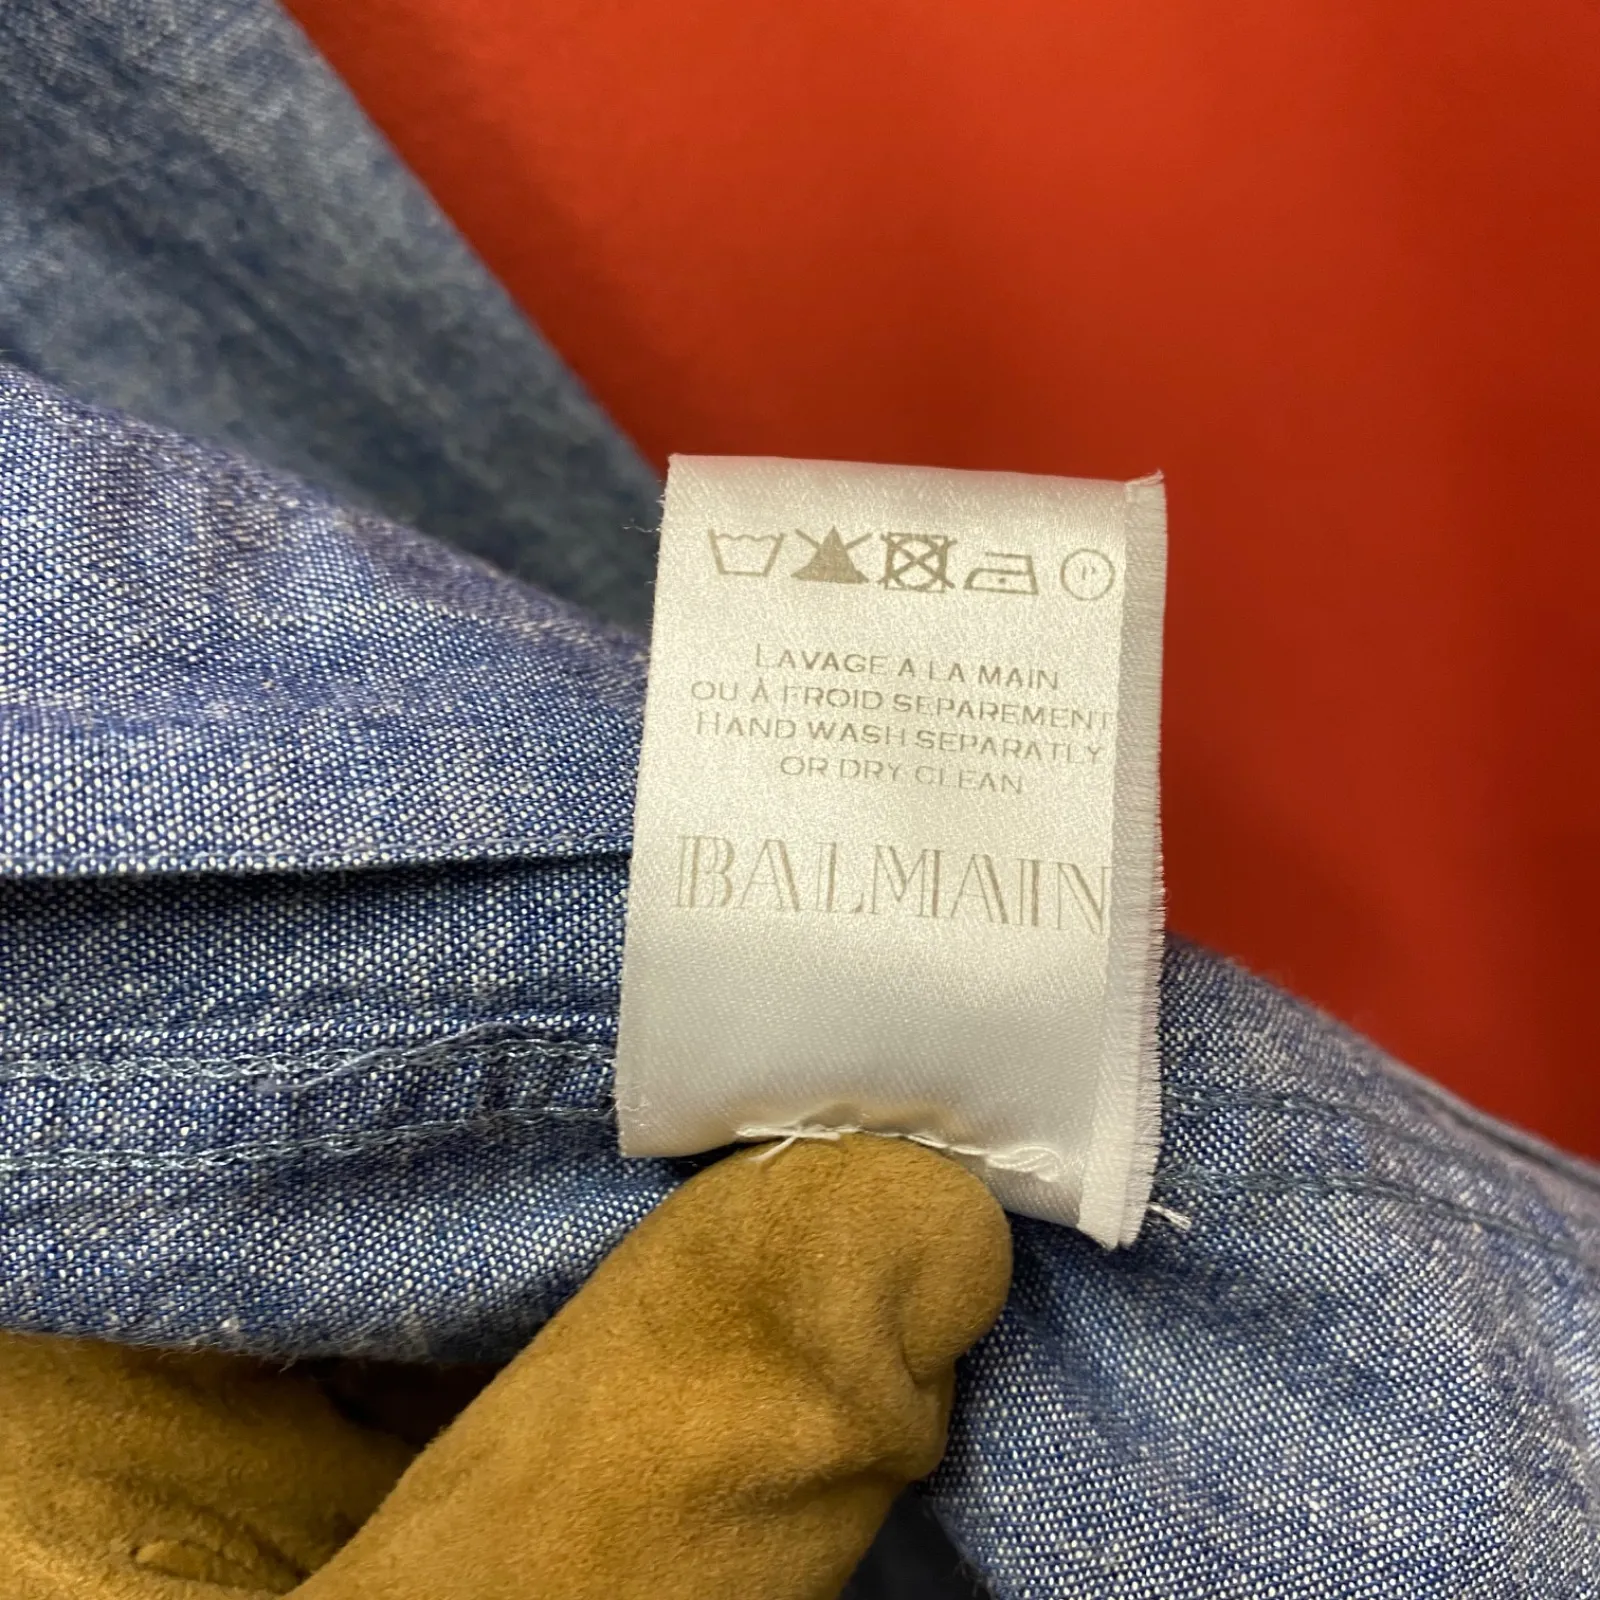 LAVAGE A LA MAIN
OU À FROID SEPAREMENT
HAND WASH SEPARATLY
OR DRY CLEAN
BALMAIN